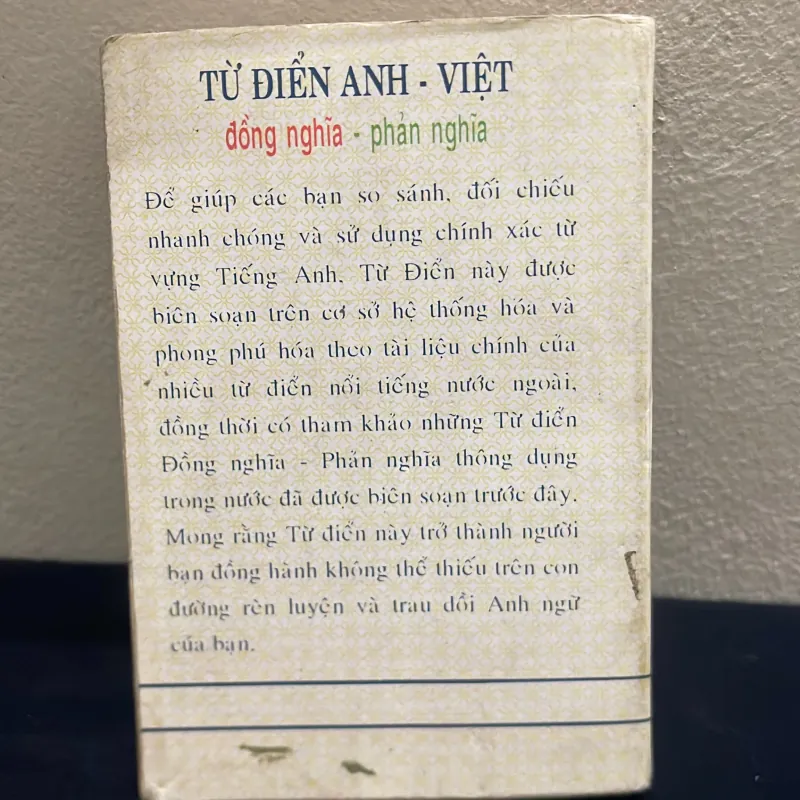 TỪ ĐIỂN ANH - VIỆT
đồng nghĩa - phản nghĩa
Để giúp các bạn so sánh, đối chiếu
nhanh chóng và sử dụng chính xác từ
vựng Tiếng Anh, Từ Điển này được
biên soạn trên cơ sở hệ thống hóa và
phong phú hóa theo tài liệu chính của
nhiều từ điển nổi tiếng nước ngoài,
đồng thời có tham khảo những Từ điển
Đồng nghĩa - Phản nghĩa thông dụng
trong nước đã được biên soạn trước đây.
Mong rằng Từ điển này trở thành người
bạn đồng hành không thể thiếu trên con
đường rèn luyện và trau dồi Anh ngữ
của bạn.